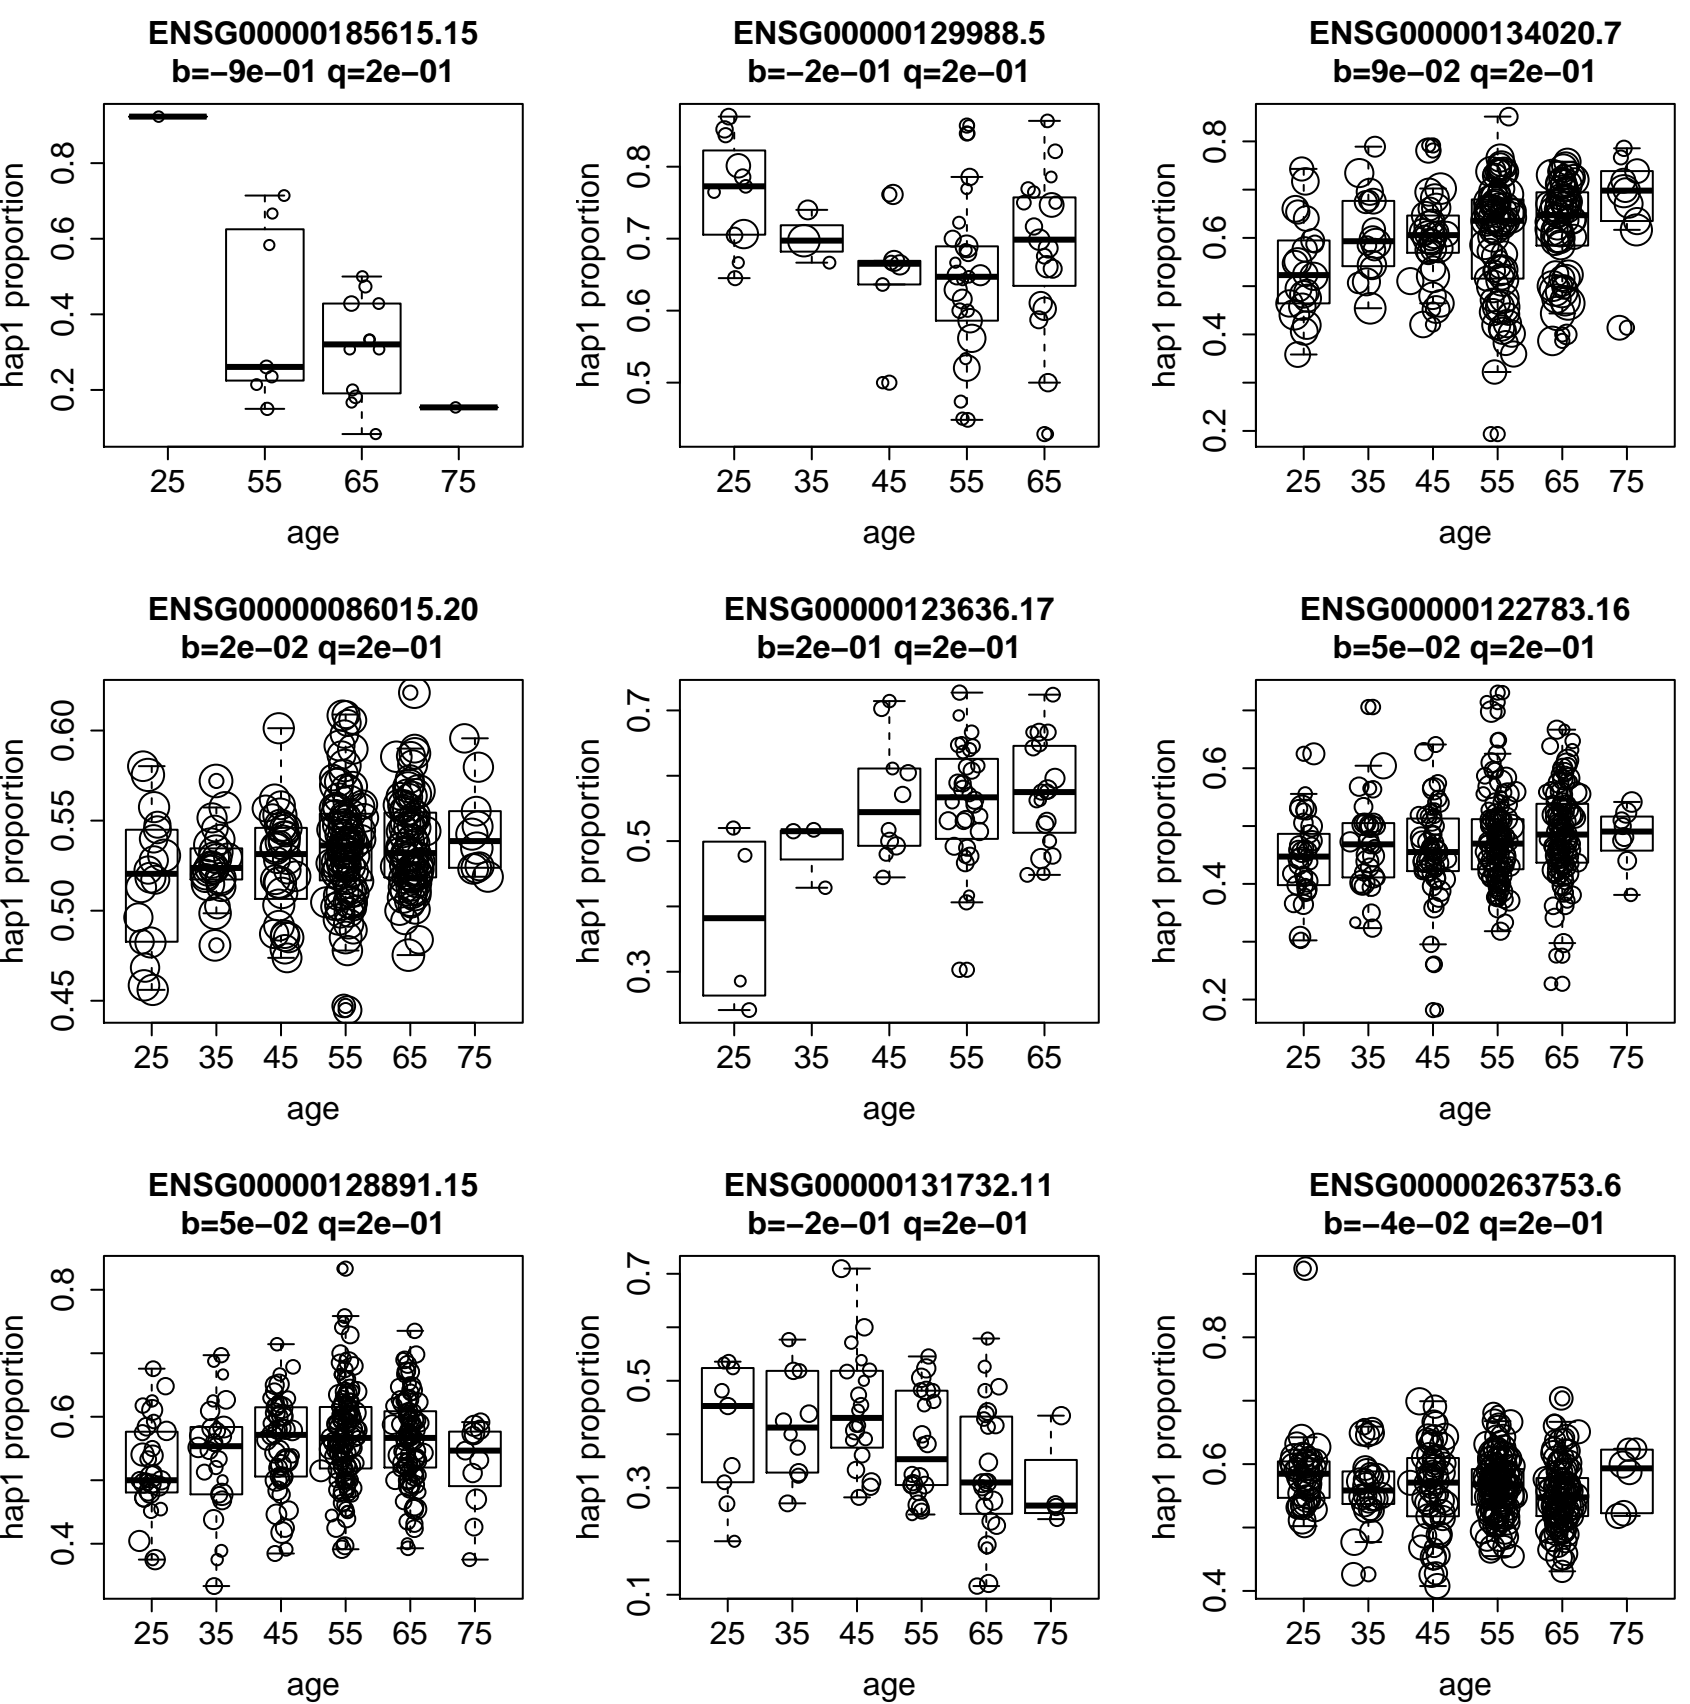 ENSG00000185615.15
b=−9e−01 q=2e−01
hap1 proportion
0.2 0.4 0.6 0.8
25 55 65 75
age
ENSG00000129988.5
b=−2e−01 q=2e−01
hap1 proportion
0.5 0.6 0.7 0.8
25 35 45 55 65
age
ENSG00000134020.7
b=9e−02 q=2e−01
hap1 proportion
0.2 0.4 0.6 0.8
25 35 45 55 65 75
age
ENSG00000086015.20
b=2e−02 q=2e−01
hap1 proportion
0.45 0.50 0.55 0.60
25 35 45 55 65 75
age
ENSG00000123636.17
b=2e−01 q=2e−01
hap1 proportion
0.3 0.5 0.7
25 35 45 55 65
age
ENSG00000122783.16
b=5e−02 q=2e−01
hap1 proportion
0.2 0.4 0.6
25 35 45 55 65 75
age
ENSG00000128891.15
b=5e−02 q=2e−01
hap1 proportion
0.4 0.6 0.8
25 35 45 55 65 75
age
ENSG00000131732.11
b=−2e−01 q=2e−01
hap1 proportion
0.1 0.3 0.5 0.7
25 35 45 55 65 75
age
ENSG00000263753.6
b=−4e−02 q=2e−01
hap1 proportion
0.4 0.6 0.8
25 35 45 55 65 75
age